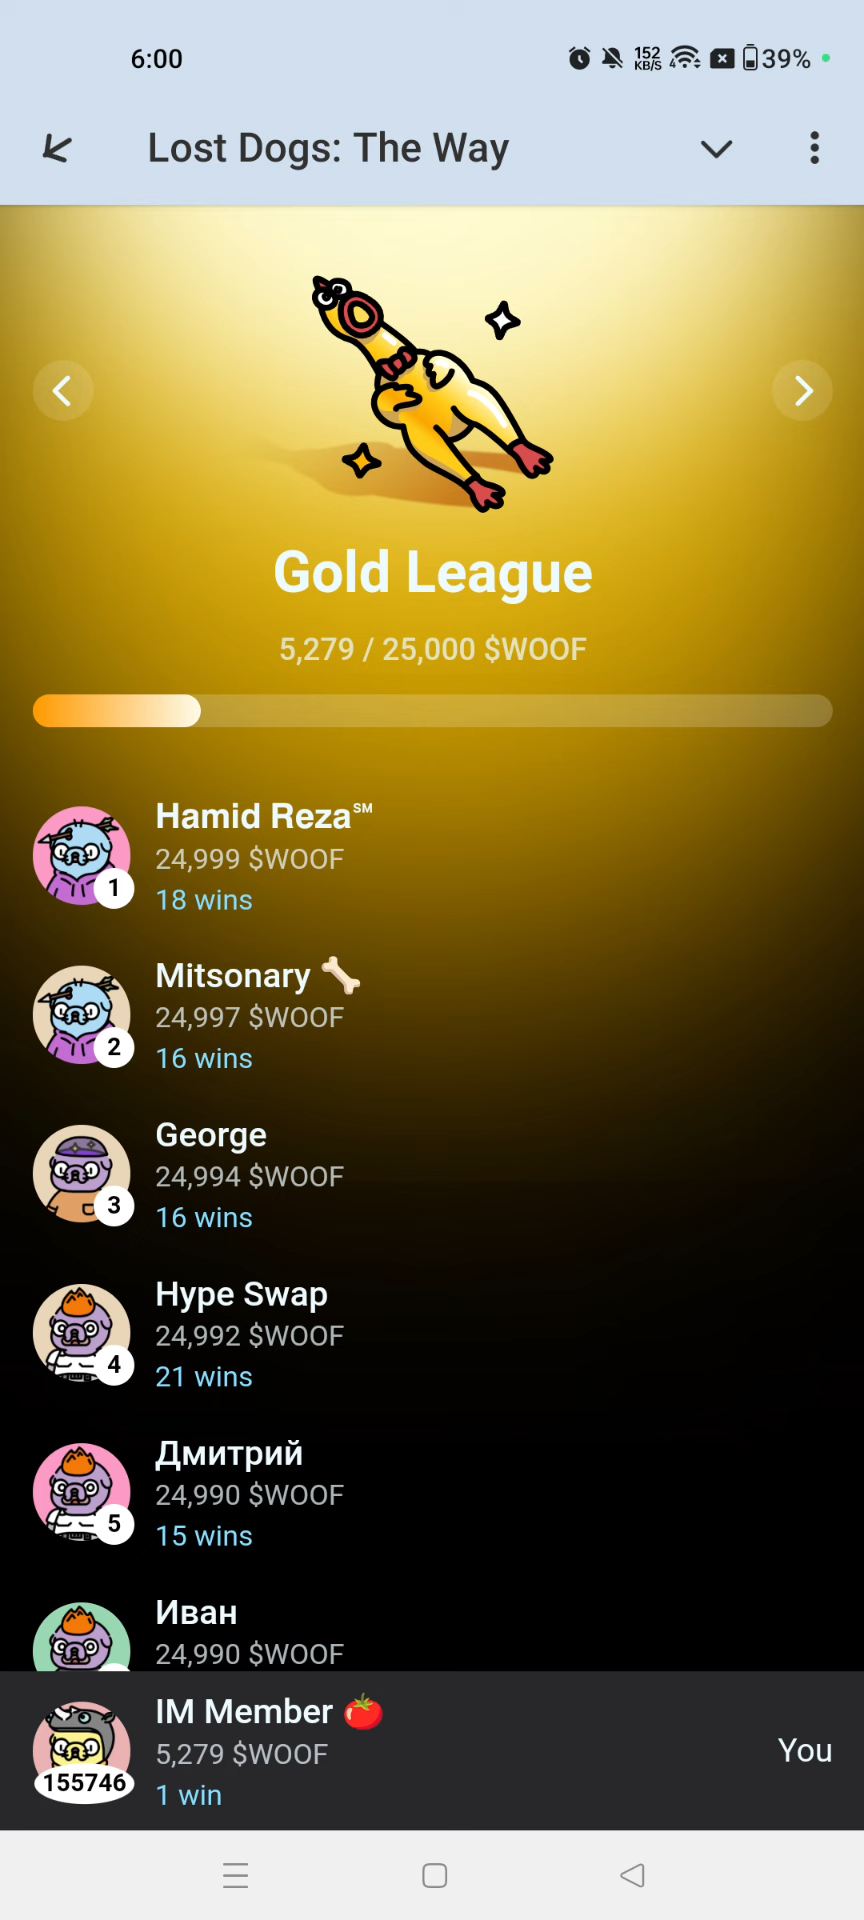 6:00
152
KB/S
4
39%
Lost Dogs: The Way
Gold League
5,279 / 25,000 $WOOF
Hamid Reza℠
24,999 $WOOF
1
18 wins
Mitsonary 🦴
24,997 $WOOF
2
16 wins
George
24,994 $WOOF
3
16 wins
Hype Swap
24,992 $WOOF
4
21 wins
Дмитрий
24,990 $WOOF
5
15 wins
Иван
24,990 $WOOF
IM Member 🍅
5,279 $WOOF
You
155746
1 win